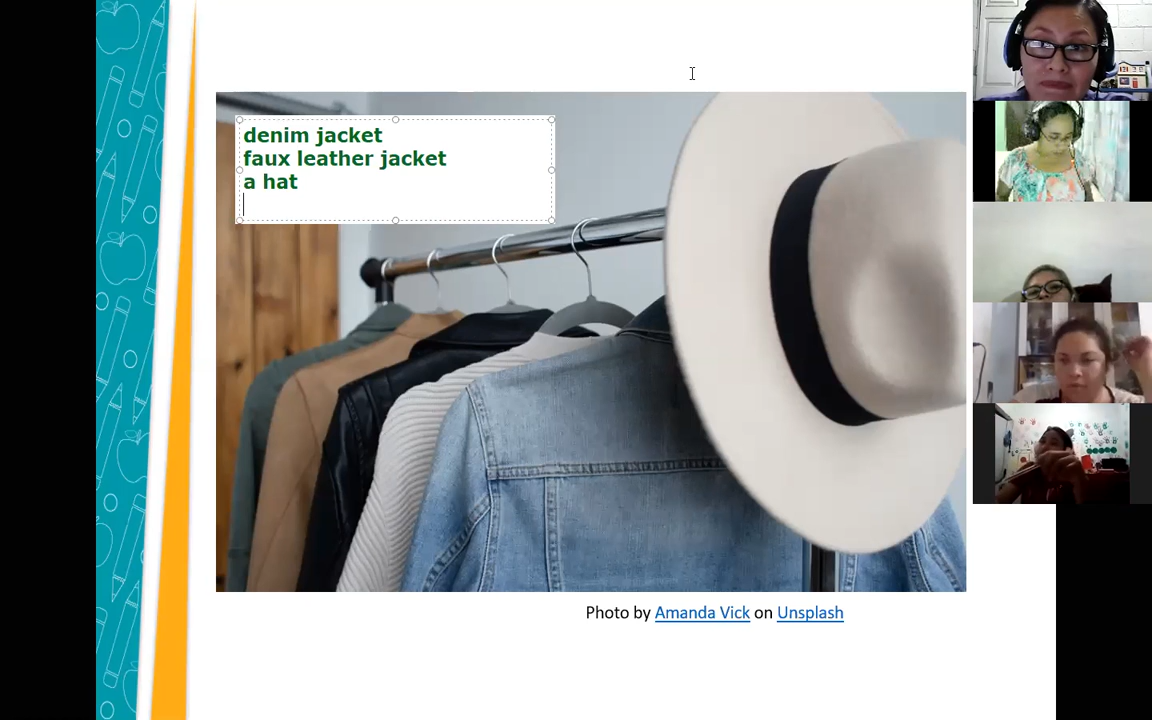 denim jacket
faux leather jacket
a hat
Photo by Amanda Vick on Unsplash